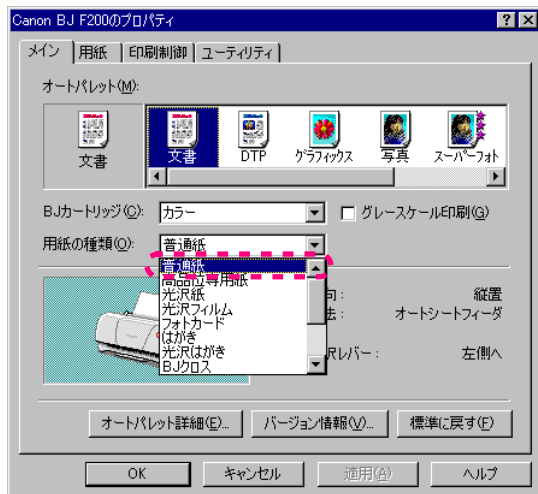 Canon BJ F200のプロパティ
メイン 用紙 印刷制御 ユーティリティ
オートパレット(M):
文書 文書 DTP グラフィックス 写真 スーパーフォト
BJカートリッジ(C): カラー グレースケール印刷(G)
用紙の種類(O): 普通紙
普通紙
高品位専用紙
光沢紙
光沢フィルム
フォトカード
はがき
光沢はがき
BJクロス
向: 縦置
法: オートシートフィーダ
尺レバー: 左側へ
オートパレット詳細(E)... バージョン情報(V)... 標準に戻す(F)
OK キャンセル 適用(A) ヘルプ